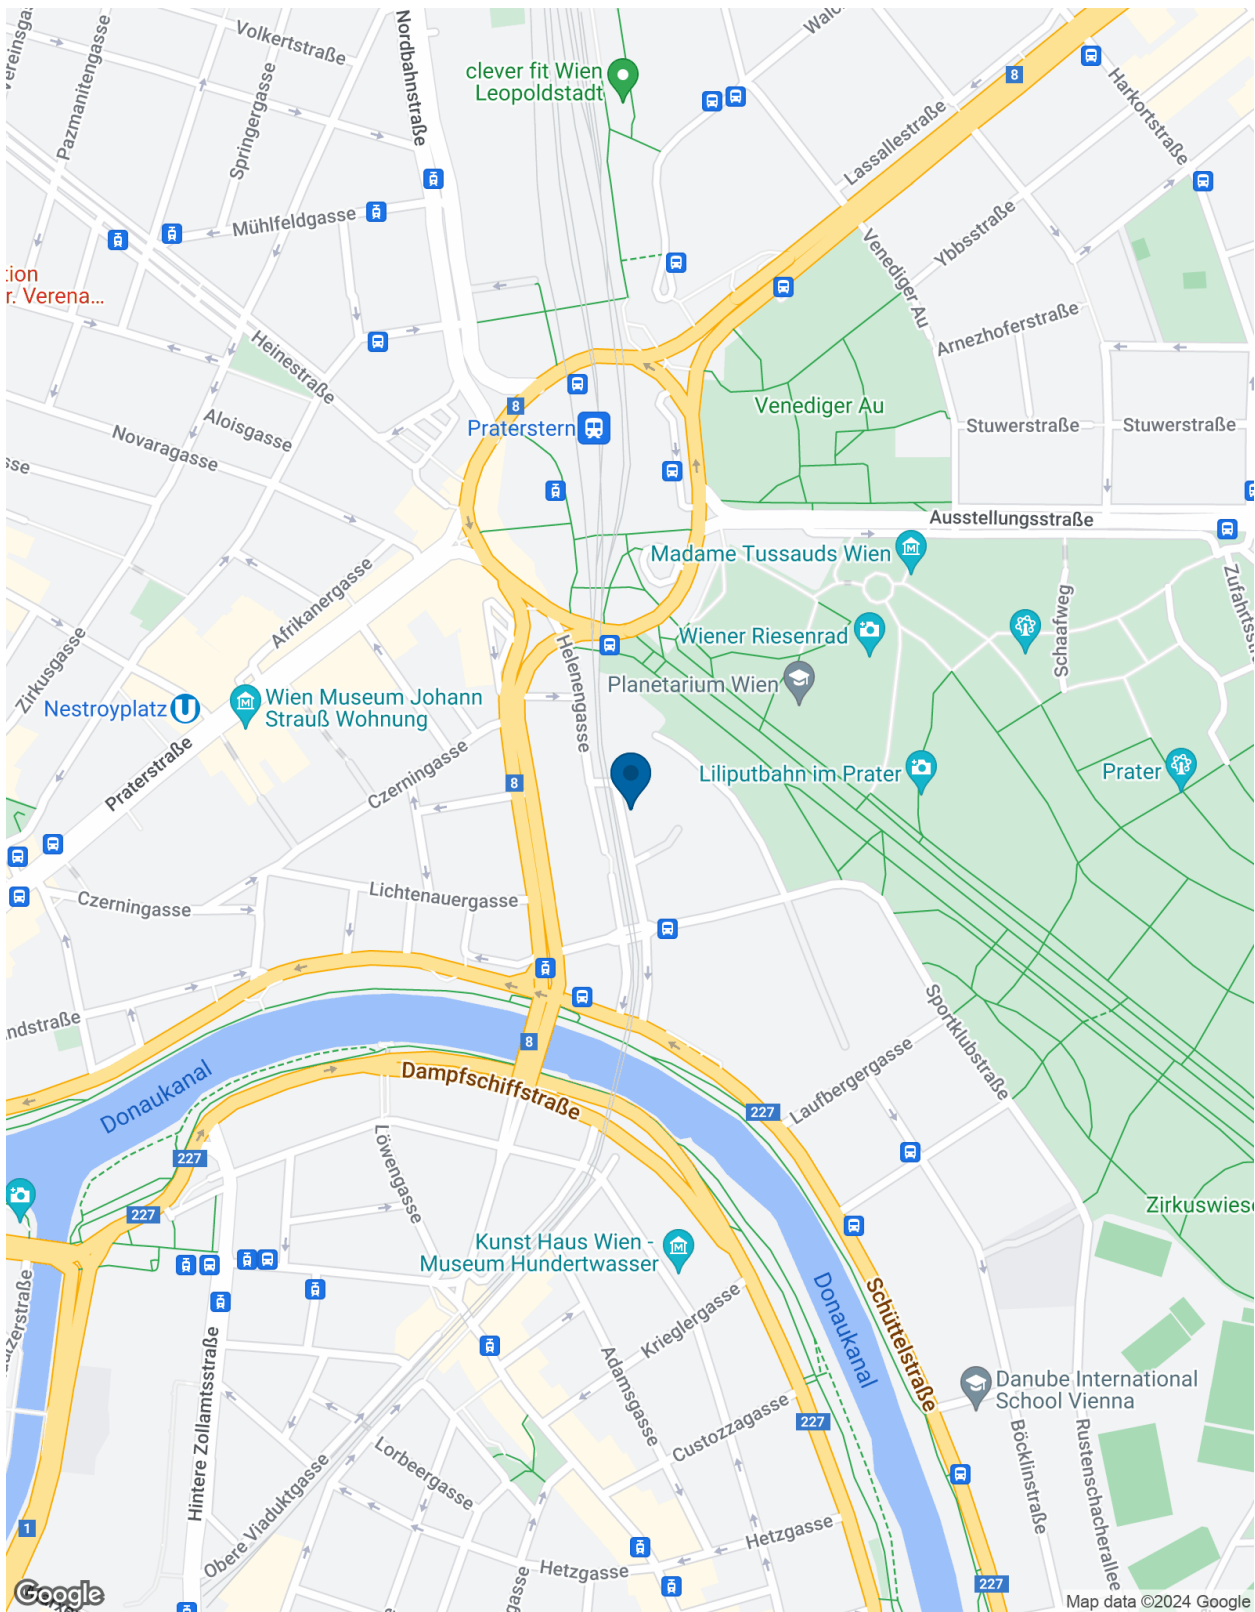 Volkertstraße
Nordbahnstraße
Pazmanitengasse
Springergasse
clever fit Wien
Leopoldstadt
8
Harkortstraße
Lassallestraße
Mühlfeldgasse
Ybbsstraße
Venediger Au
r. Verena...
Heinestraße
Arnezhoferstraße
8
Venediger Au
Praterstern
Stuwerstraße
Stuwerstraße
Aloisgasse
Novaragasse
Ausstellungsstraße
Madame Tussauds Wien
Afrikanergasse
Schaafweg
Wiener Riesenrad
Helenengasse
Zirkusgasse
Planetarium Wien
Nestroyplatz
U
Wien Museum Johann
Strauß Wohnung
Praterstraße
Czerningasse
8
Liliputbahn im Prater
Prater
Czerningasse
Lichtenauergasse
Sportklubstraße
8
Donaukanal
Dampfschiffstraße
Laufbergergasse
227
227
Löwengasse
227
Zirkuswiese
Kunst Haus Wien -
Museum Hundertwasser
Donaukanal
Schüttelstraße
Krieglergasse
Hintere Zollamtsstraße
Adamsgasse
Danube International
School Vienna
Custozzagasse
227
Böcklinstraße
Rustenschacherallee
Lorbeergasse
Obere Viaduktgasse
1
Hetzgasse
Hetzgasse
227
Google
Map data ©2024 Google